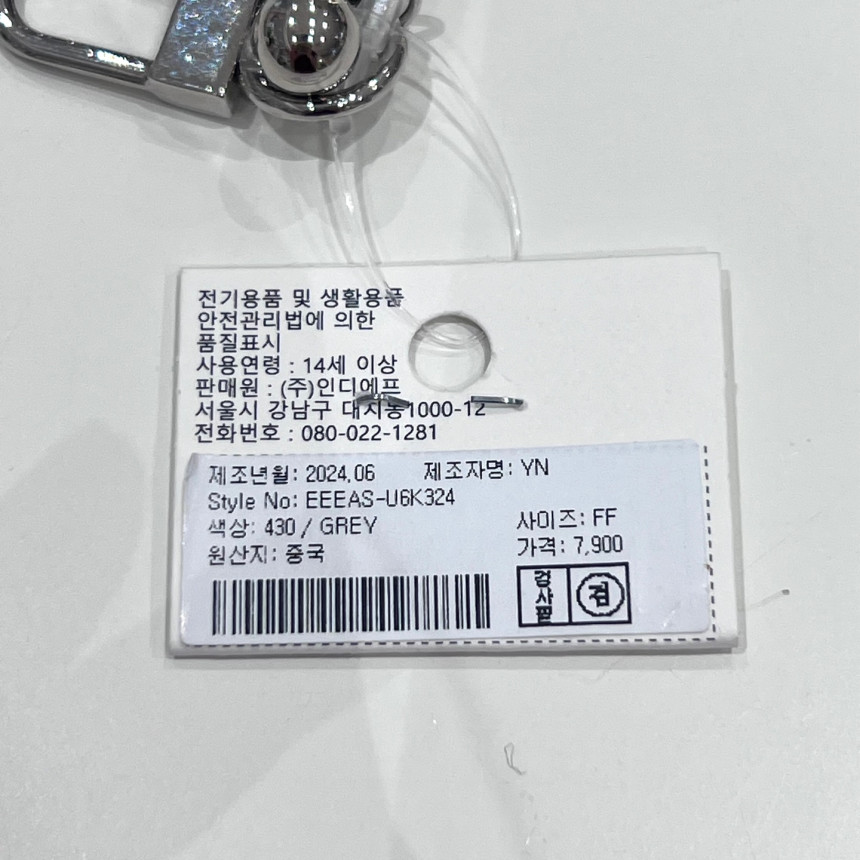 전기용품 및 생활용품
안전관리법에 의한
품질표시
사용연령 : 14세 이상
판매원 : (주)인디에프
서울시 강남구 대치동1000-12
전화번호 : 080-022-1281
제조년월: 2024.06 제조자명: YN
Style No: EEEAS-U6K324
색상: 430 / GREY 사이즈: FF
원산지: 중국 가격: 7,900
검사필 검